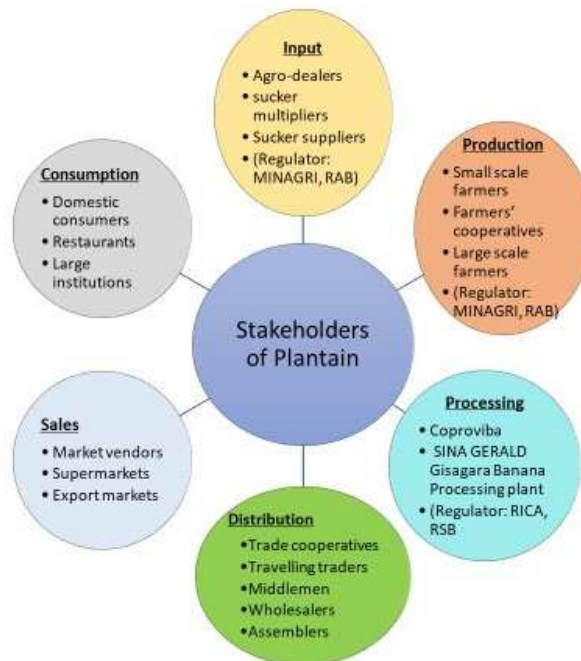 Input
• Agro-dealers
• sucker
multipliers
• Sucker suppliers
• (Regulator:
MINAGRI, RAB)
Production
• Small scale
farmers
• Farmers'
cooperatives
• Large scale
farmers
• (Regulator:
MINAGRI, RAB)
Processing
• Coproviba
• SINA GERALD
Gisagara Banana
Processing plant
• (Regulator: RICA,
RSB
Distribution
•Trade cooperatives
•Travelling traders
•Middlemen
•Wholesalers
•Assemblers
Sales
• Market vendors
• Supermarkets
• Export markets
Consumption
• Domestic
consumers
• Restaurants
• Large
institutions
Stakeholders
of Plantain